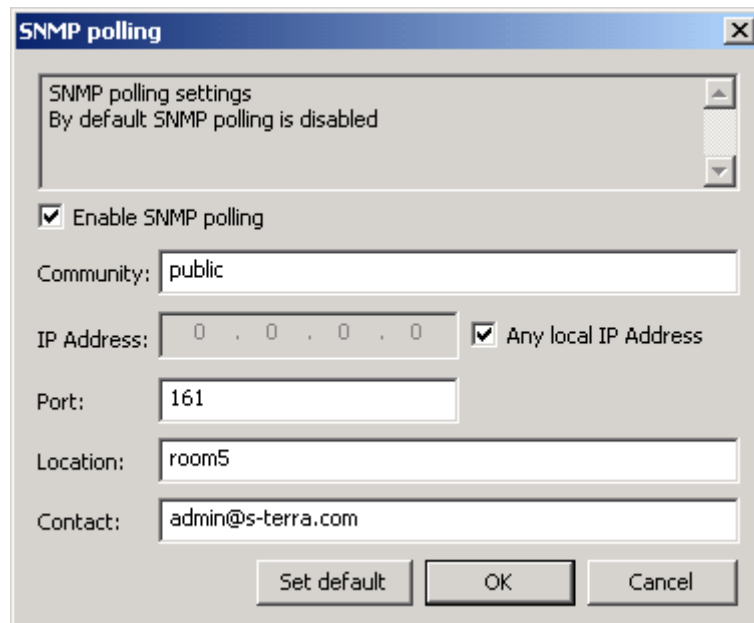 SNMP polling
SNMP polling settings
By default SNMP polling is disabled
Enable SNMP polling
Community: public
IP Address: 0 . 0 . 0 . 0 Any local IP Address
Port: 161
Location: room5
Contact: admin@s-terra.com
Set default OK Cancel